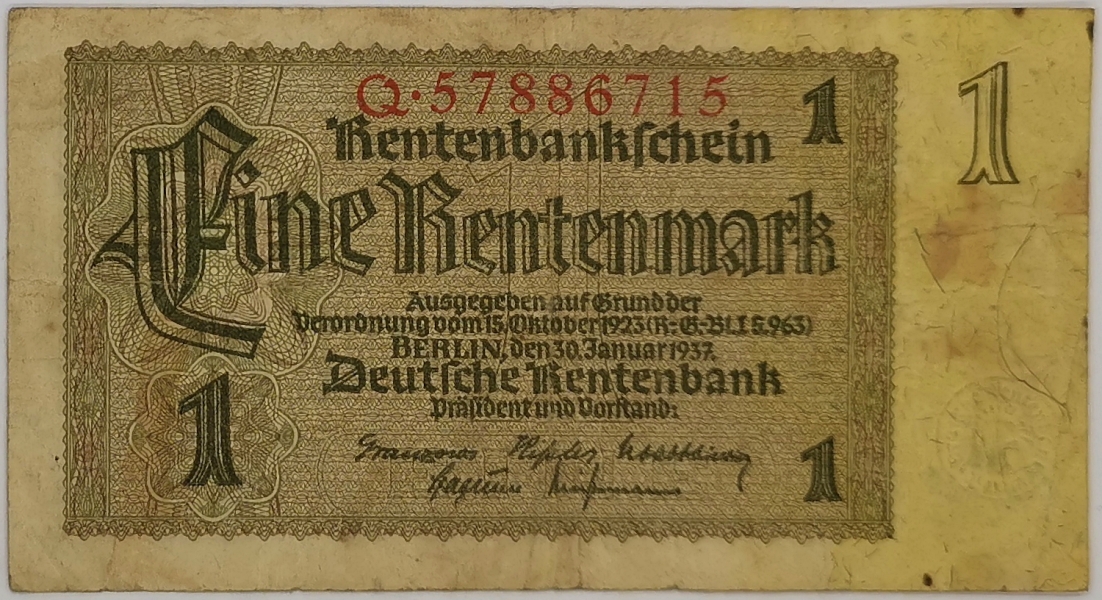 Q·57886715
1
1
Rentenbankschein
Eine Rentenmark
Ausgegeben auf Grund der
Verordnung vom 15. Oktober 1923 (R.-G.-Bl. I S. 963)
BERLIN, den 30. Januar 1937.
Deutsche Rentenbank
Präsident und Vorstand:
1
1